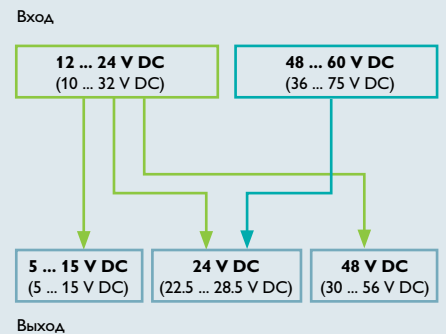 Вход
12 ... 24 V DC
(10 ... 32 V DC)
48 ... 60 V DC
(36 ... 75 V DC)
5 ... 15 V DC
(5 ... 15 V DC)
24 V DC
(22.5 ... 28.5 V DC)
48 V DC
(30 ... 56 V DC)
Выход